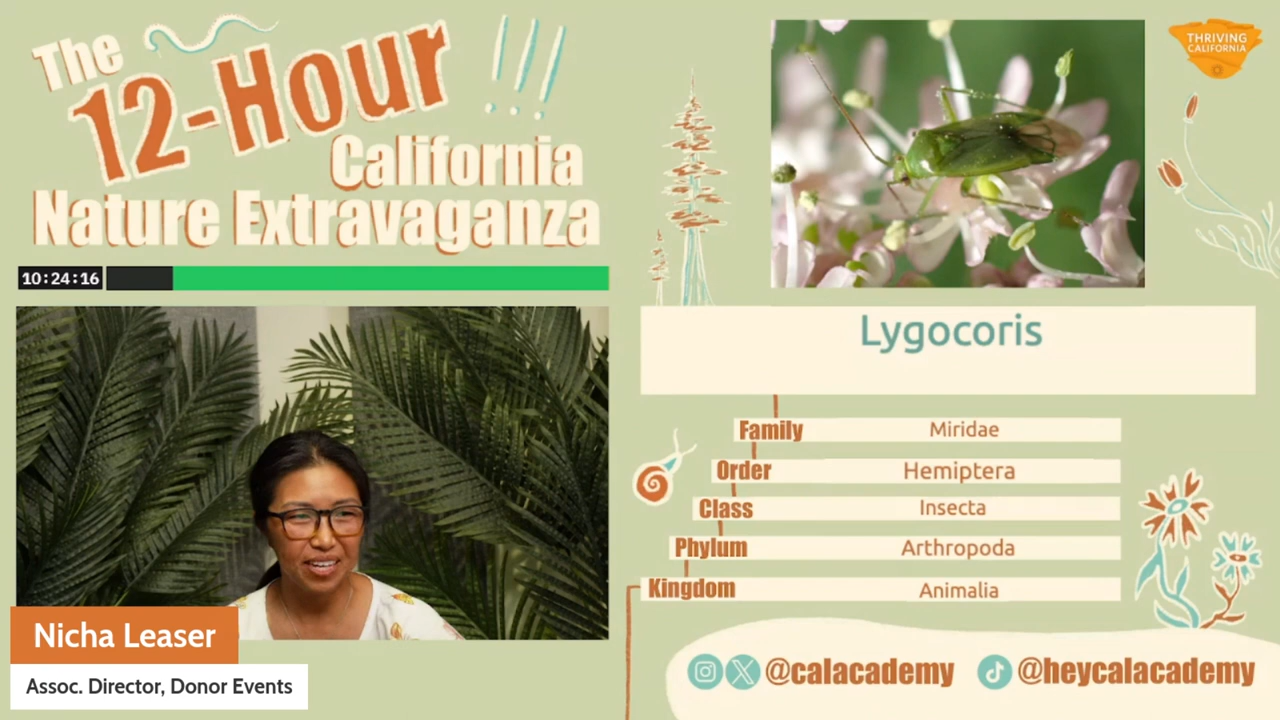 The
12-Hour
!!!
California
Nature Extravaganza
10:24:16
THRIVING
CALIFORNIA
Lygocoris
Family Miridae
Order Hemiptera
Class Insecta
Phylum Arthropoda
Kingdom Animalia
Nicha Leaser
Assoc. Director, Donor Events
@calacademy @heycalacademy